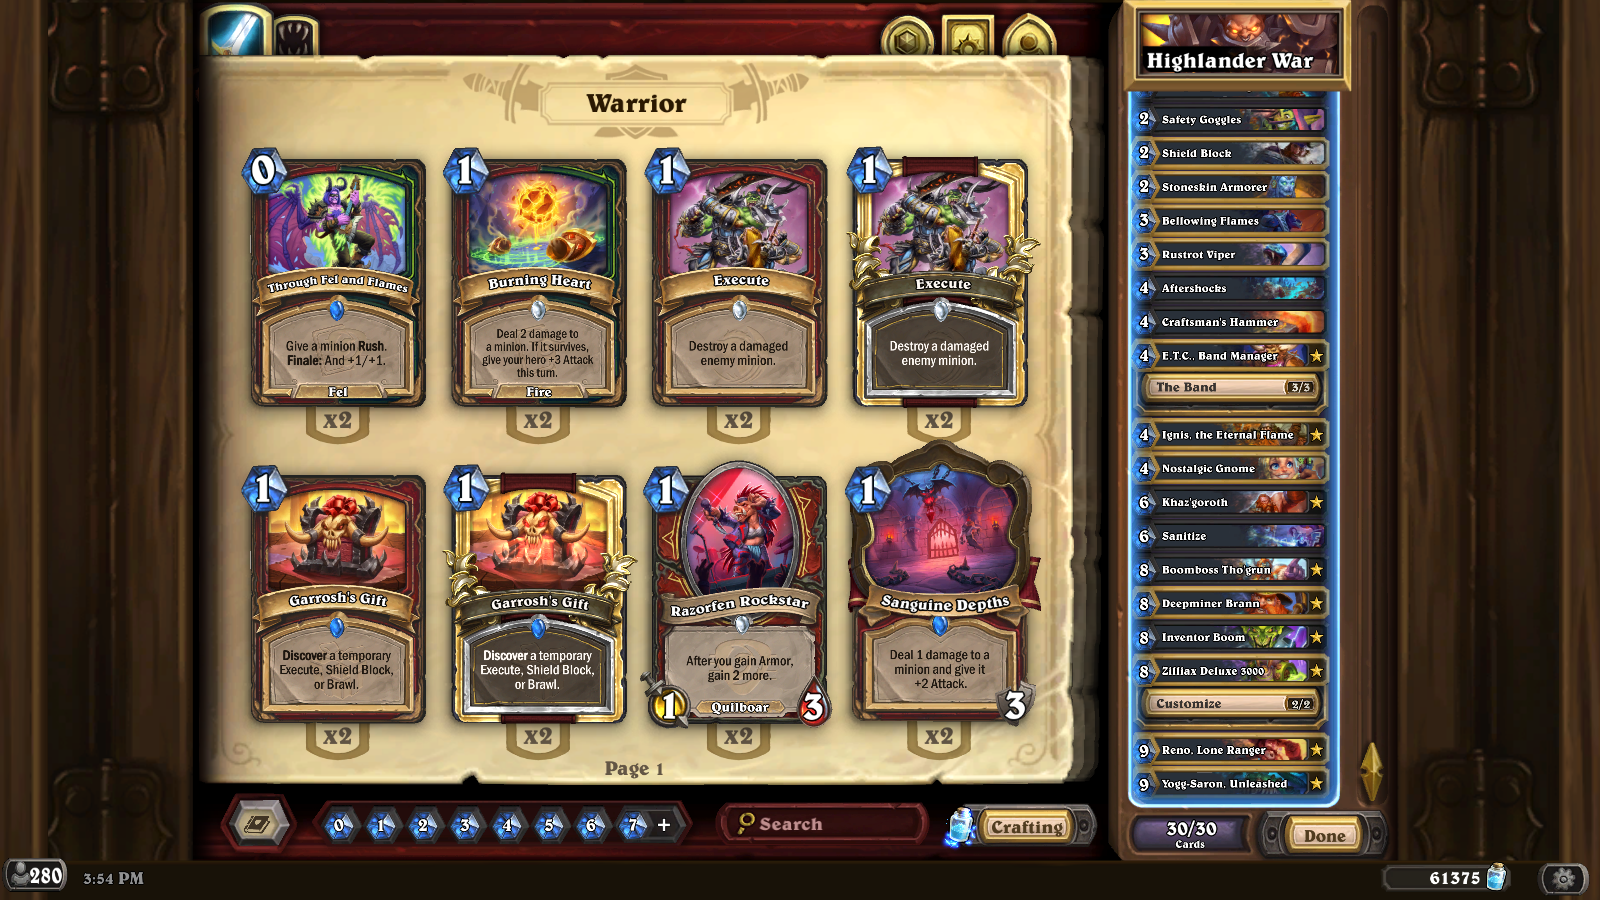 Warrior
0
Through Fel and Flames
Give a minion Rush.
Finale: And +1/+1.
Fel
x2
1
Burning Heart
Deal 2 damage to
a minion. If it survives,
give your hero +3 Attack
this turn.
Fire
x2
1
Execute
Destroy a damaged
enemy minion.
x2
1
Execute
Destroy a damaged
enemy minion.
x2
1
Garrosh's Gift
Discover a temporary
Execute, Shield Block,
or Brawl.
x2
1
Garrosh's Gift
Discover a temporary
Execute, Shield Block,
or Brawl.
x2
1
Razorfen Rockstar
After you gain Armor,
gain 2 more.
1 Quilboar 3
x2
1
Sanguine Depths
Deal 1 damage to a
minion and give it
+2 Attack.
3
x2
Page 1
0 1 2 3 4 5 6 7 +
Search
Crafting
Highlander War
2 Safety Goggles
2 Shield Block
2 Stoneskin Armorer
3 Bellowing Flames
3 Rustrot Viper
4 Aftershocks
4 Craftsman's Hammer
4 E.T.C., Band Manager
The Band 3/3
4 Ignis, the Eternal Flame
4 Nostalgic Gnome
6 Khaz'goroth
6 Sanitize
8 Boomboss Tho'grun
8 Deepminer Brann
8 Inventor Boom
8 Zilliax Deluxe 3000
Customize 2/2
9 Reno, Lone Ranger
9 Yogg-Saron, Unleashed
30/30
Cards
Done
280
3:54 PM
61375